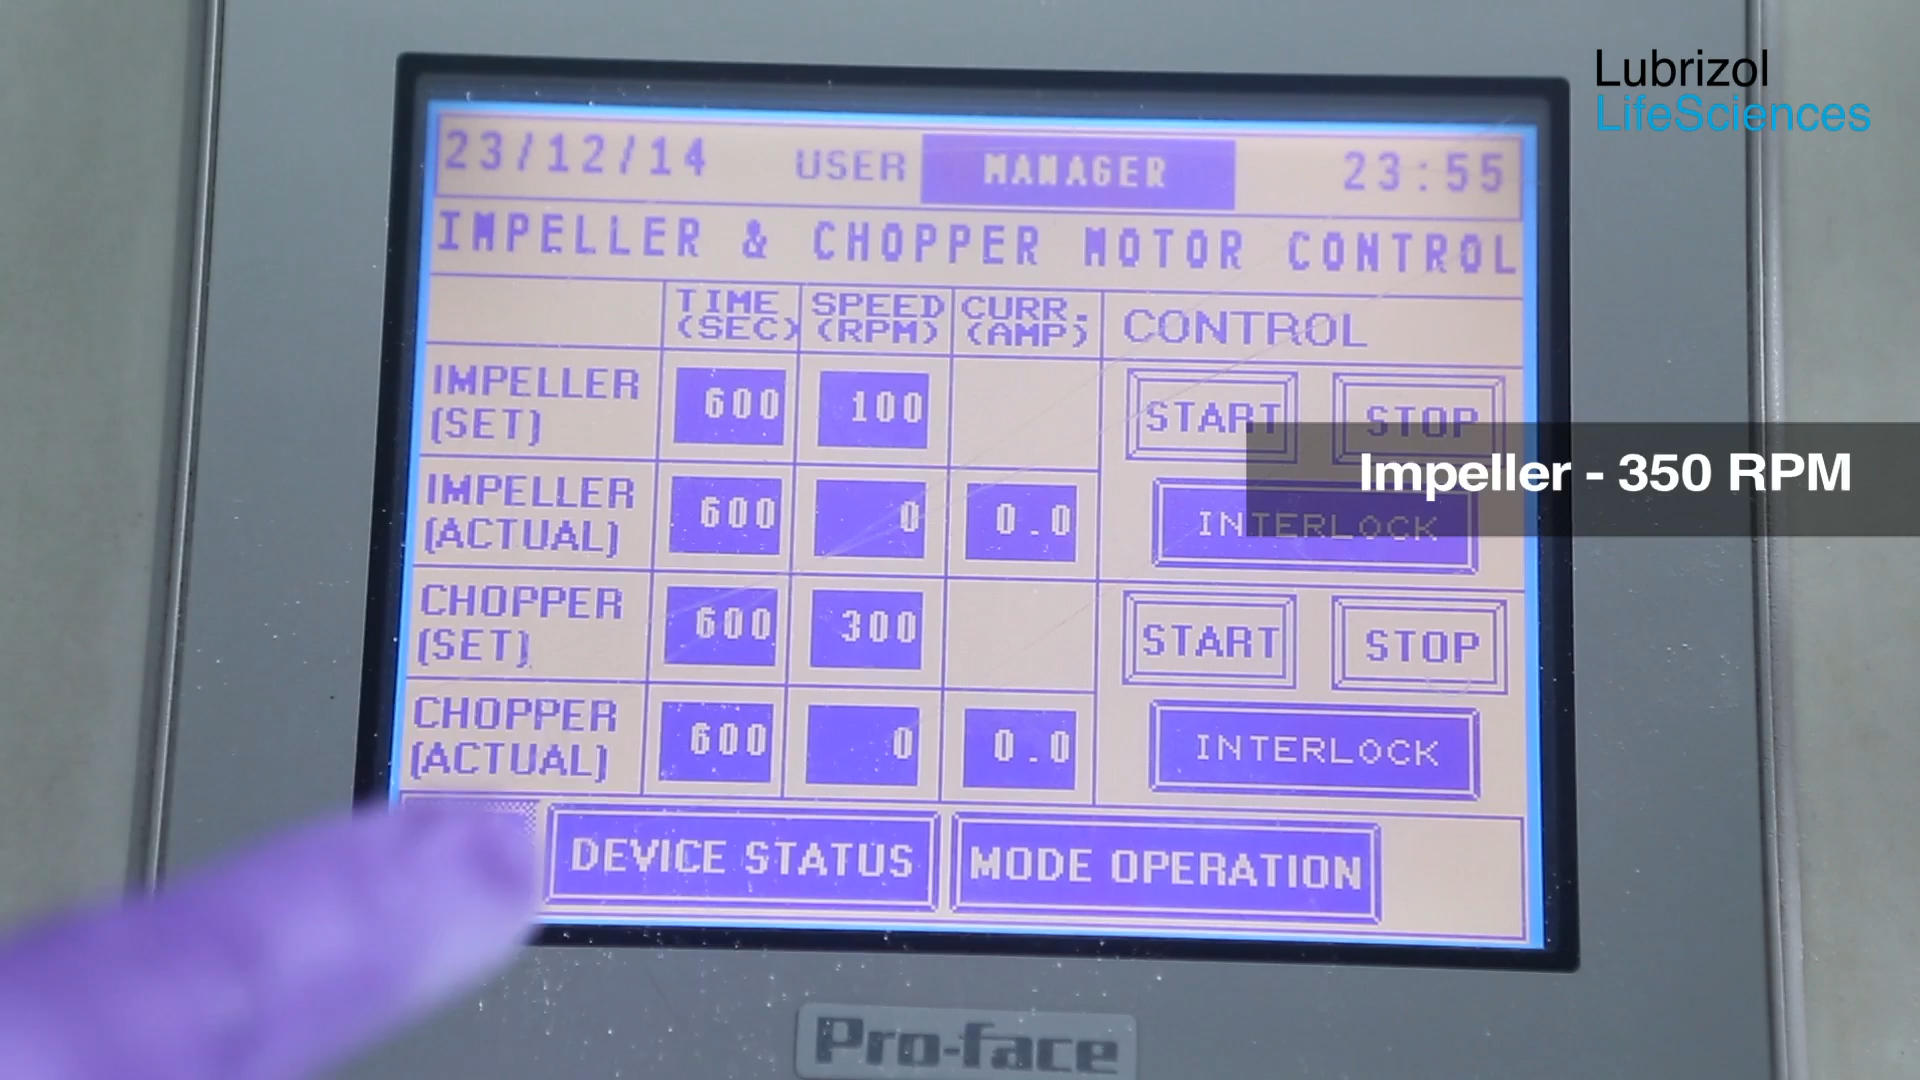 Lubrizol
LifeSciences
23/12/14 USER MANAGER 23:55
IMPELLER & CHOPPER MOTOR CONTROL
TIME (SEC) SPEED (RPM) CURR. (AMP) CONTROL
IMPELLER (SET) 600 100 START STOP
Impeller - 350 RPM
IMPELLER (ACTUAL) 600 0 0.0 INTERLOCK
CHOPPER (SET) 600 300 START STOP
CHOPPER (ACTUAL) 600 0 0.0 INTERLOCK
DEVICE STATUS MODE OPERATION
Pro-face